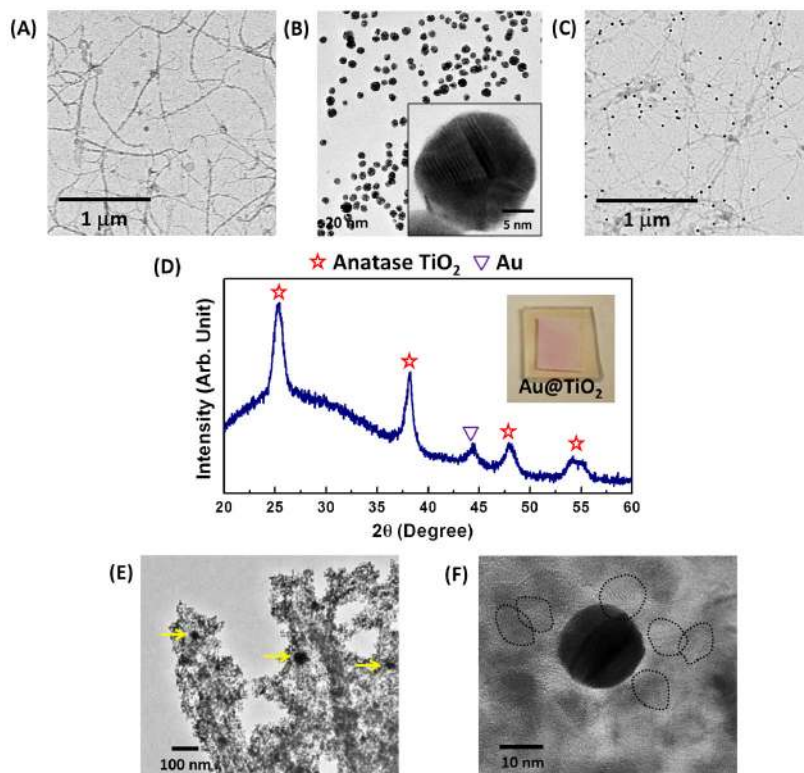 (A)
1 μm
(B)
20 nm
5 nm
(C)
1 μm
(D)
☆ Anatase TiO₂ ▽ Au
Intensity (Arb. Unit)
Au@TiO₂
20 25 30 35 40 45 50 55 60
2θ (Degree)
(E)
100 nm
(F)
10 nm